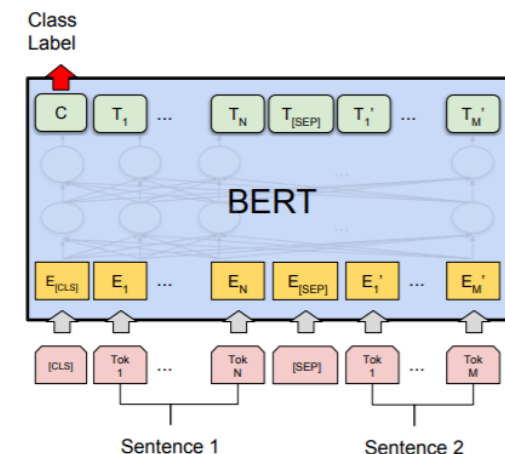 Class
Label
C T1 ... TN T[SEP] T1’ ... TM’
...
BERT
...
E[CLS] E1 ... EN E[SEP] E1’ ... EM’
[CLS] Tok 1 ... Tok N [SEP] Tok 1 ... Tok M
Sentence 1 Sentence 2